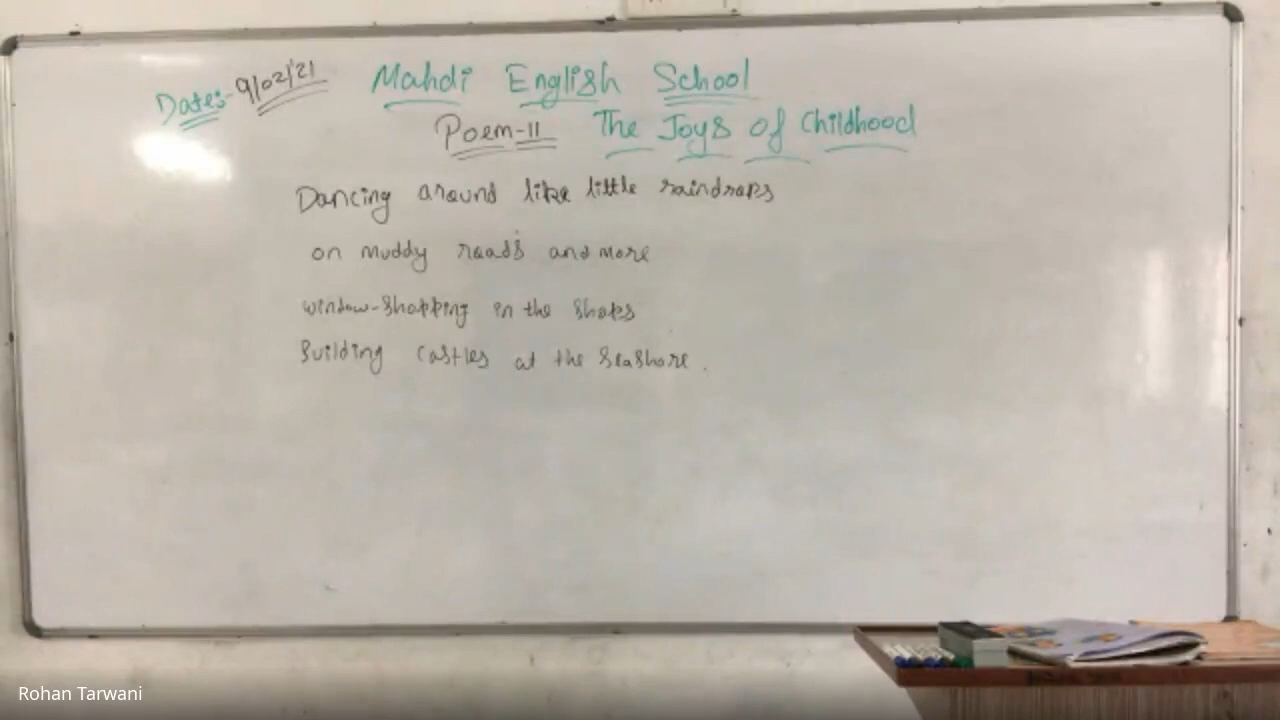 Date:- 9/02/21
Mahdi English School
Poem-11 The Joys of Childhood
Dancing around like little raindrops
on muddy roads and more
window-shopping in the shops
Building castles at the seashore.
Rohan Tarwani